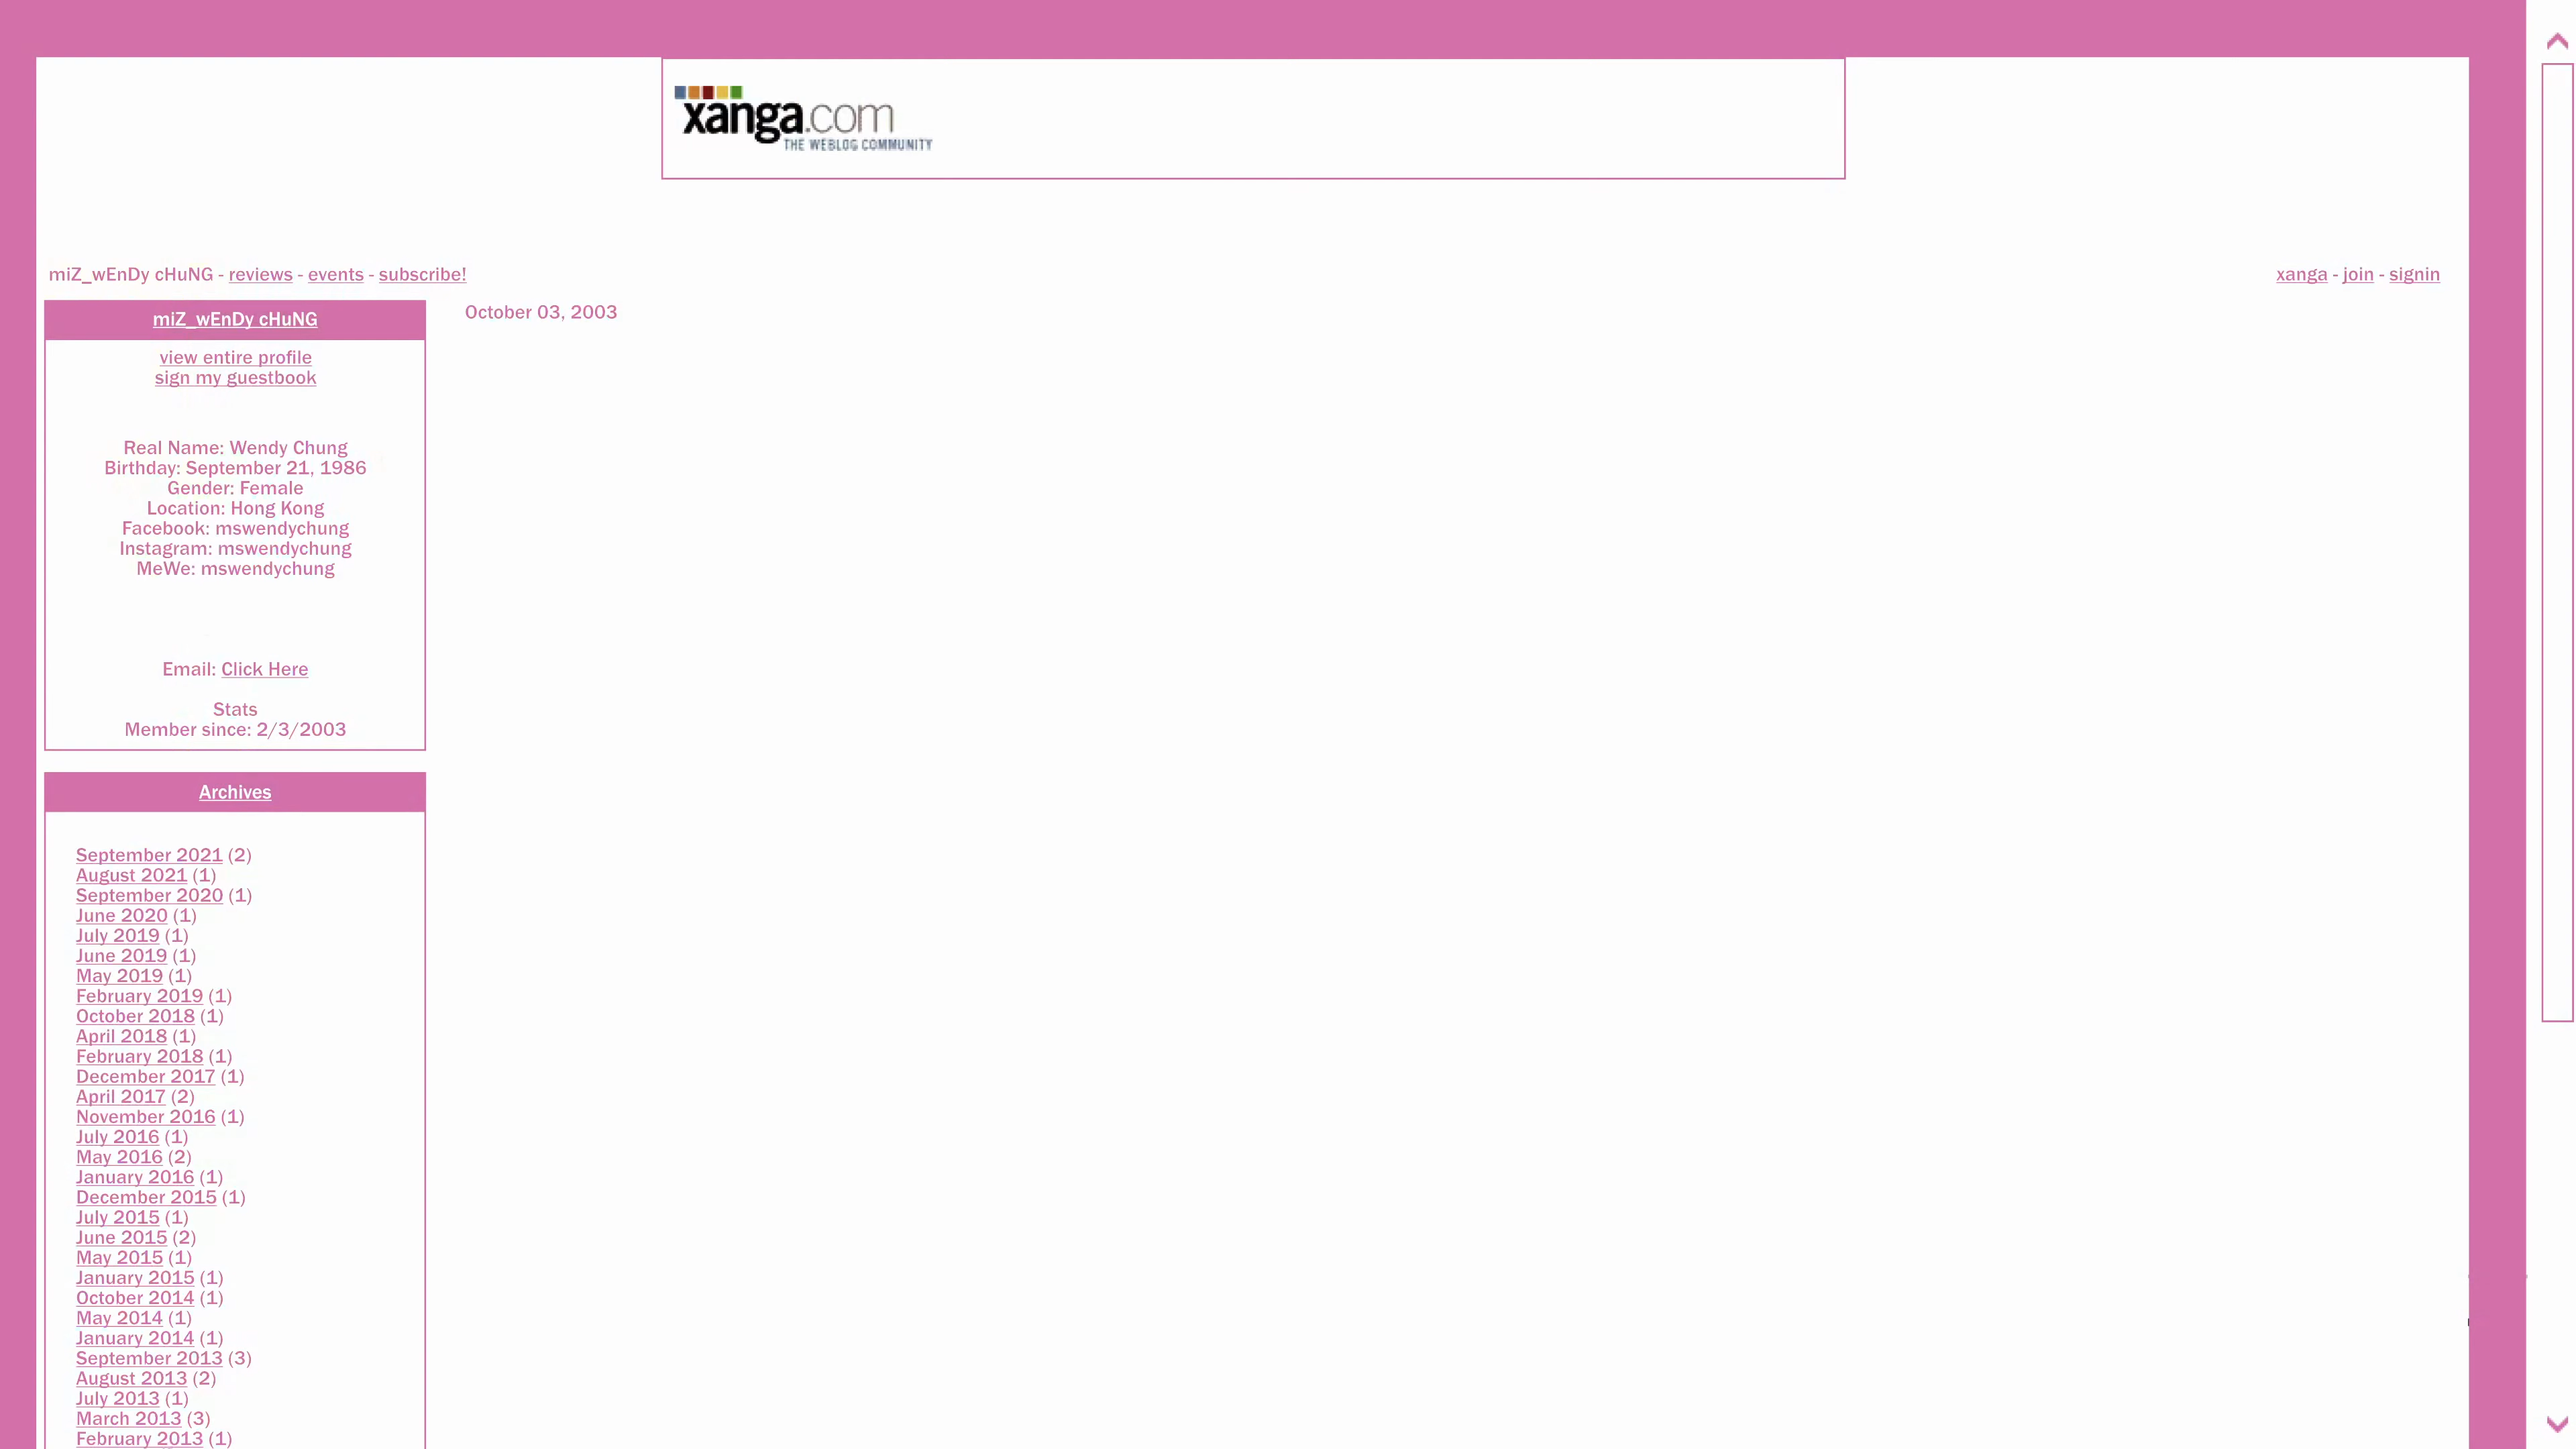 xanga.com
THE WEBLOG COMMUNITY
miZ_wEnDy cHuNG - reviews - events - subscribe!
xanga - join - signin
miZ_wEnDy cHuNG
view entire profile
sign my guestbook
Real Name: Wendy Chung
Birthday: September 21, 1986
Gender: Female
Location: Hong Kong
Facebook: mswendychung
Instagram: mswendychung
MeWe: mswendychung
Email: Click Here
Stats
Member since: 2/3/2003
October 03, 2003
Archives
September 2021 (2)
August 2021 (1)
September 2020 (1)
June 2020 (1)
July 2019 (1)
June 2019 (1)
May 2019 (1)
February 2019 (1)
October 2018 (1)
April 2018 (1)
February 2018 (1)
December 2017 (1)
April 2017 (2)
November 2016 (1)
July 2016 (1)
May 2016 (2)
January 2016 (1)
December 2015 (1)
July 2015 (1)
June 2015 (2)
May 2015 (1)
January 2015 (1)
October 2014 (1)
May 2014 (1)
January 2014 (1)
September 2013 (3)
August 2013 (2)
July 2013 (1)
March 2013 (3)
February 2013 (1)